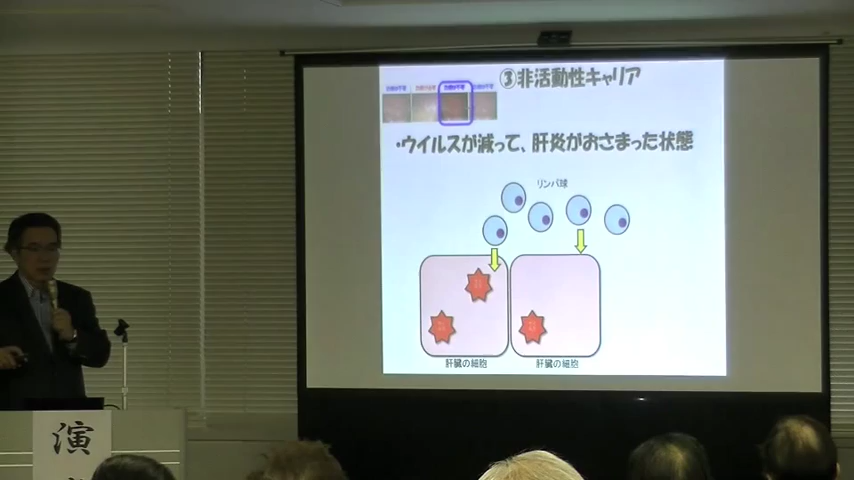 ③非活動性キャリア
・ウイルスが減って、肝炎がおさまった状態
リンパ球
肝臓の細胞
肝臓の細胞
演